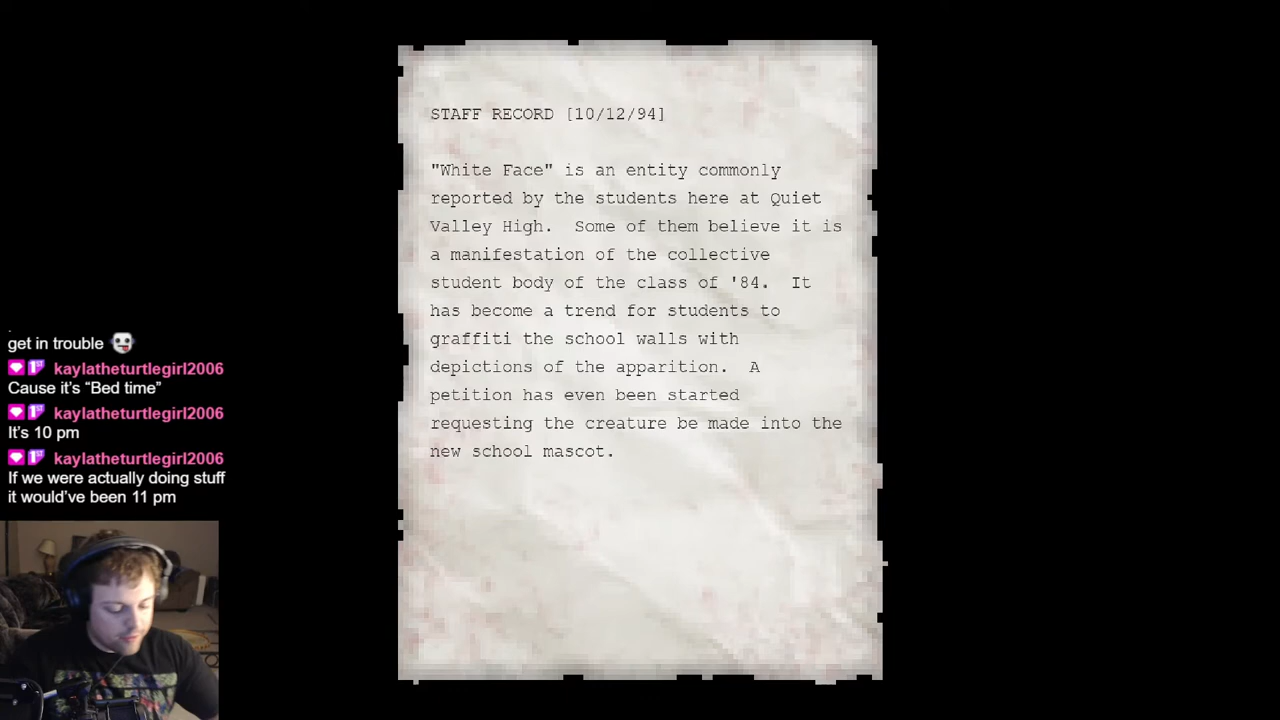 STAFF RECORD [10/12/94]
"White Face" is an entity commonly
reported by the students here at Quiet
Valley High.  Some of them believe it is
a manifestation of the collective
student body of the class of '84.  It
has become a trend for students to
graffiti the school walls with
depictions of the apparition.  A
petition has even been started
requesting the creature be made into the
new school mascot.
get in trouble
kaylatheturtlegirl2006
Cause it's “Bed time”
kaylatheturtlegirl2006
It's 10 pm
kaylatheturtlegirl2006
If we were actually doing stuff
it would've been 11 pm